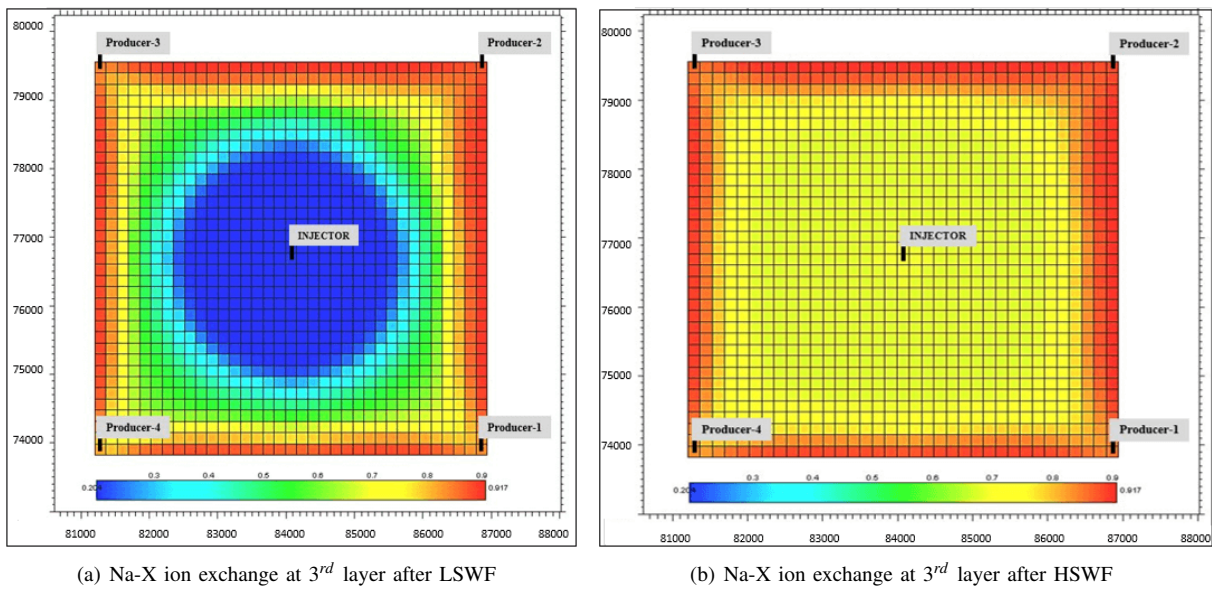 80000
Producer-3
Producer-2
79000
78000
77000
INJECTOR
76000
75000
Producer-4
Producer-1
74000
0.3 0.4 0.5 0.6 0.7 0.8 0.9
0.917
81000 82000 83000 84000 85000 86000 87000 88000
(a) Na-X ion exchange at 3rd layer after LSWF
80000
Producer-3
Producer-2
79000
78000
77000
INJECTOR
76000
75000
Producer-4
Producer-1
74000
0.3 0.4 0.5 0.6 0.7 0.8 0.9
0.917
81000 82000 83000 84000 85000 86000 87000 88000
(b) Na-X ion exchange at 3rd layer after HSWF